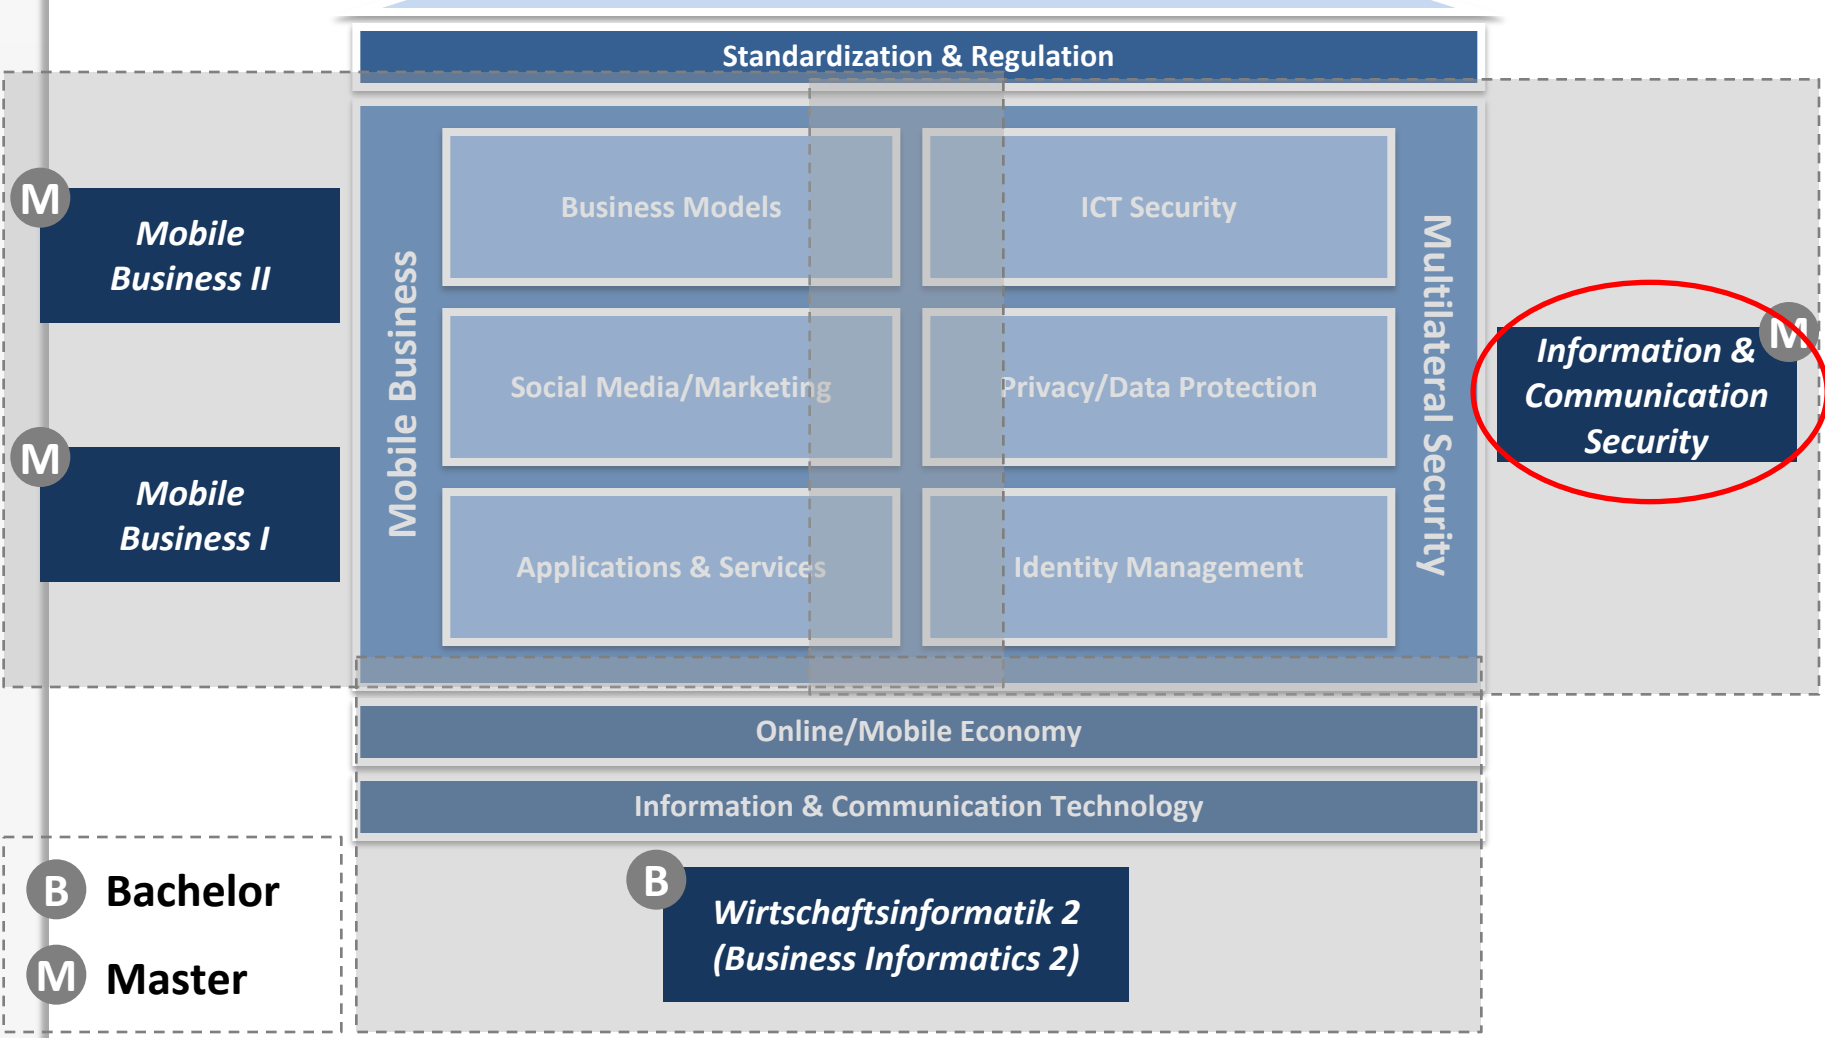 Standardization & Regulation
M
Mobile
Business II
M
Mobile
Business I
Mobile Business
Business Models
ICT Security
Social Media/Marketing
Privacy/Data Protection
Applications & Services
Identity Management
Multilateral Security
M
Information &
Communication
Security
Online/Mobile Economy
Information & Communication Technology
B
Wirtschaftsinformatik 2
(Business Informatics 2)
B Bachelor
M Master